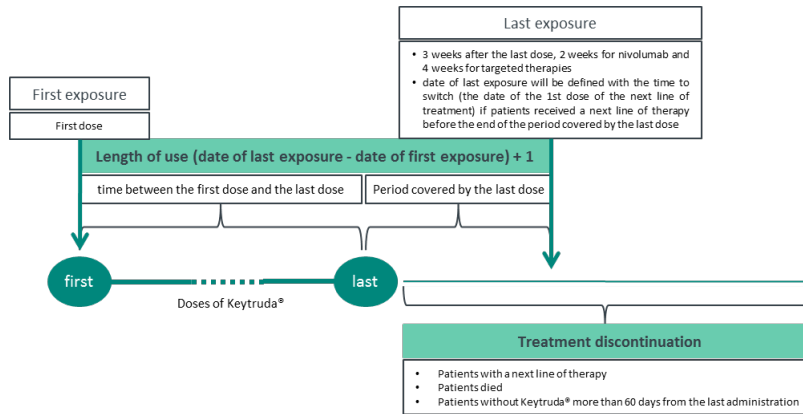 Last exposure
• 3 weeks after the last dose, 2 weeks for nivolumab and
4 weeks for targeted therapies
• date of last exposure will be defined with the time to
switch (the date of the 1st dose of the next line of
treatment) if patients received a next line of therapy
before the end of the period covered by the last dose
First exposure
First dose
Length of use (date of last exposure - date of first exposure) + 1
time between the first dose and the last dose
Period covered by the last dose
first
last
Doses of Keytruda®
Treatment discontinuation
• Patients with a next line of therapy
• Patients died
• Patients without Keytruda® more than 60 days from the last administration